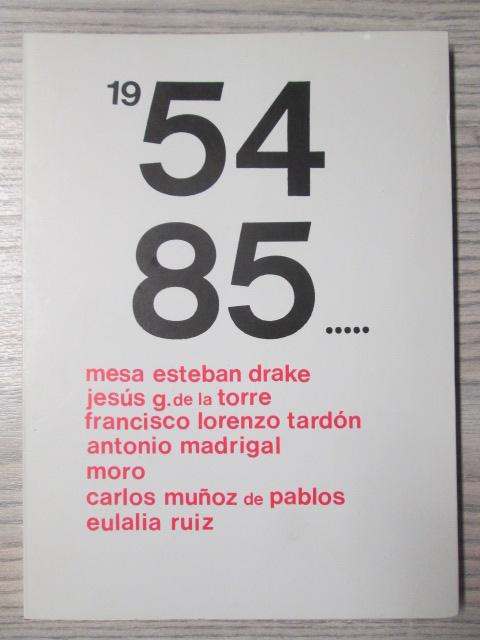 19 54
85.....
mesa esteban drake
jesús g. de la torre
francisco lorenzo tardón
antonio madrigal
moro
carlos muñoz de pablos
eulalia ruiz